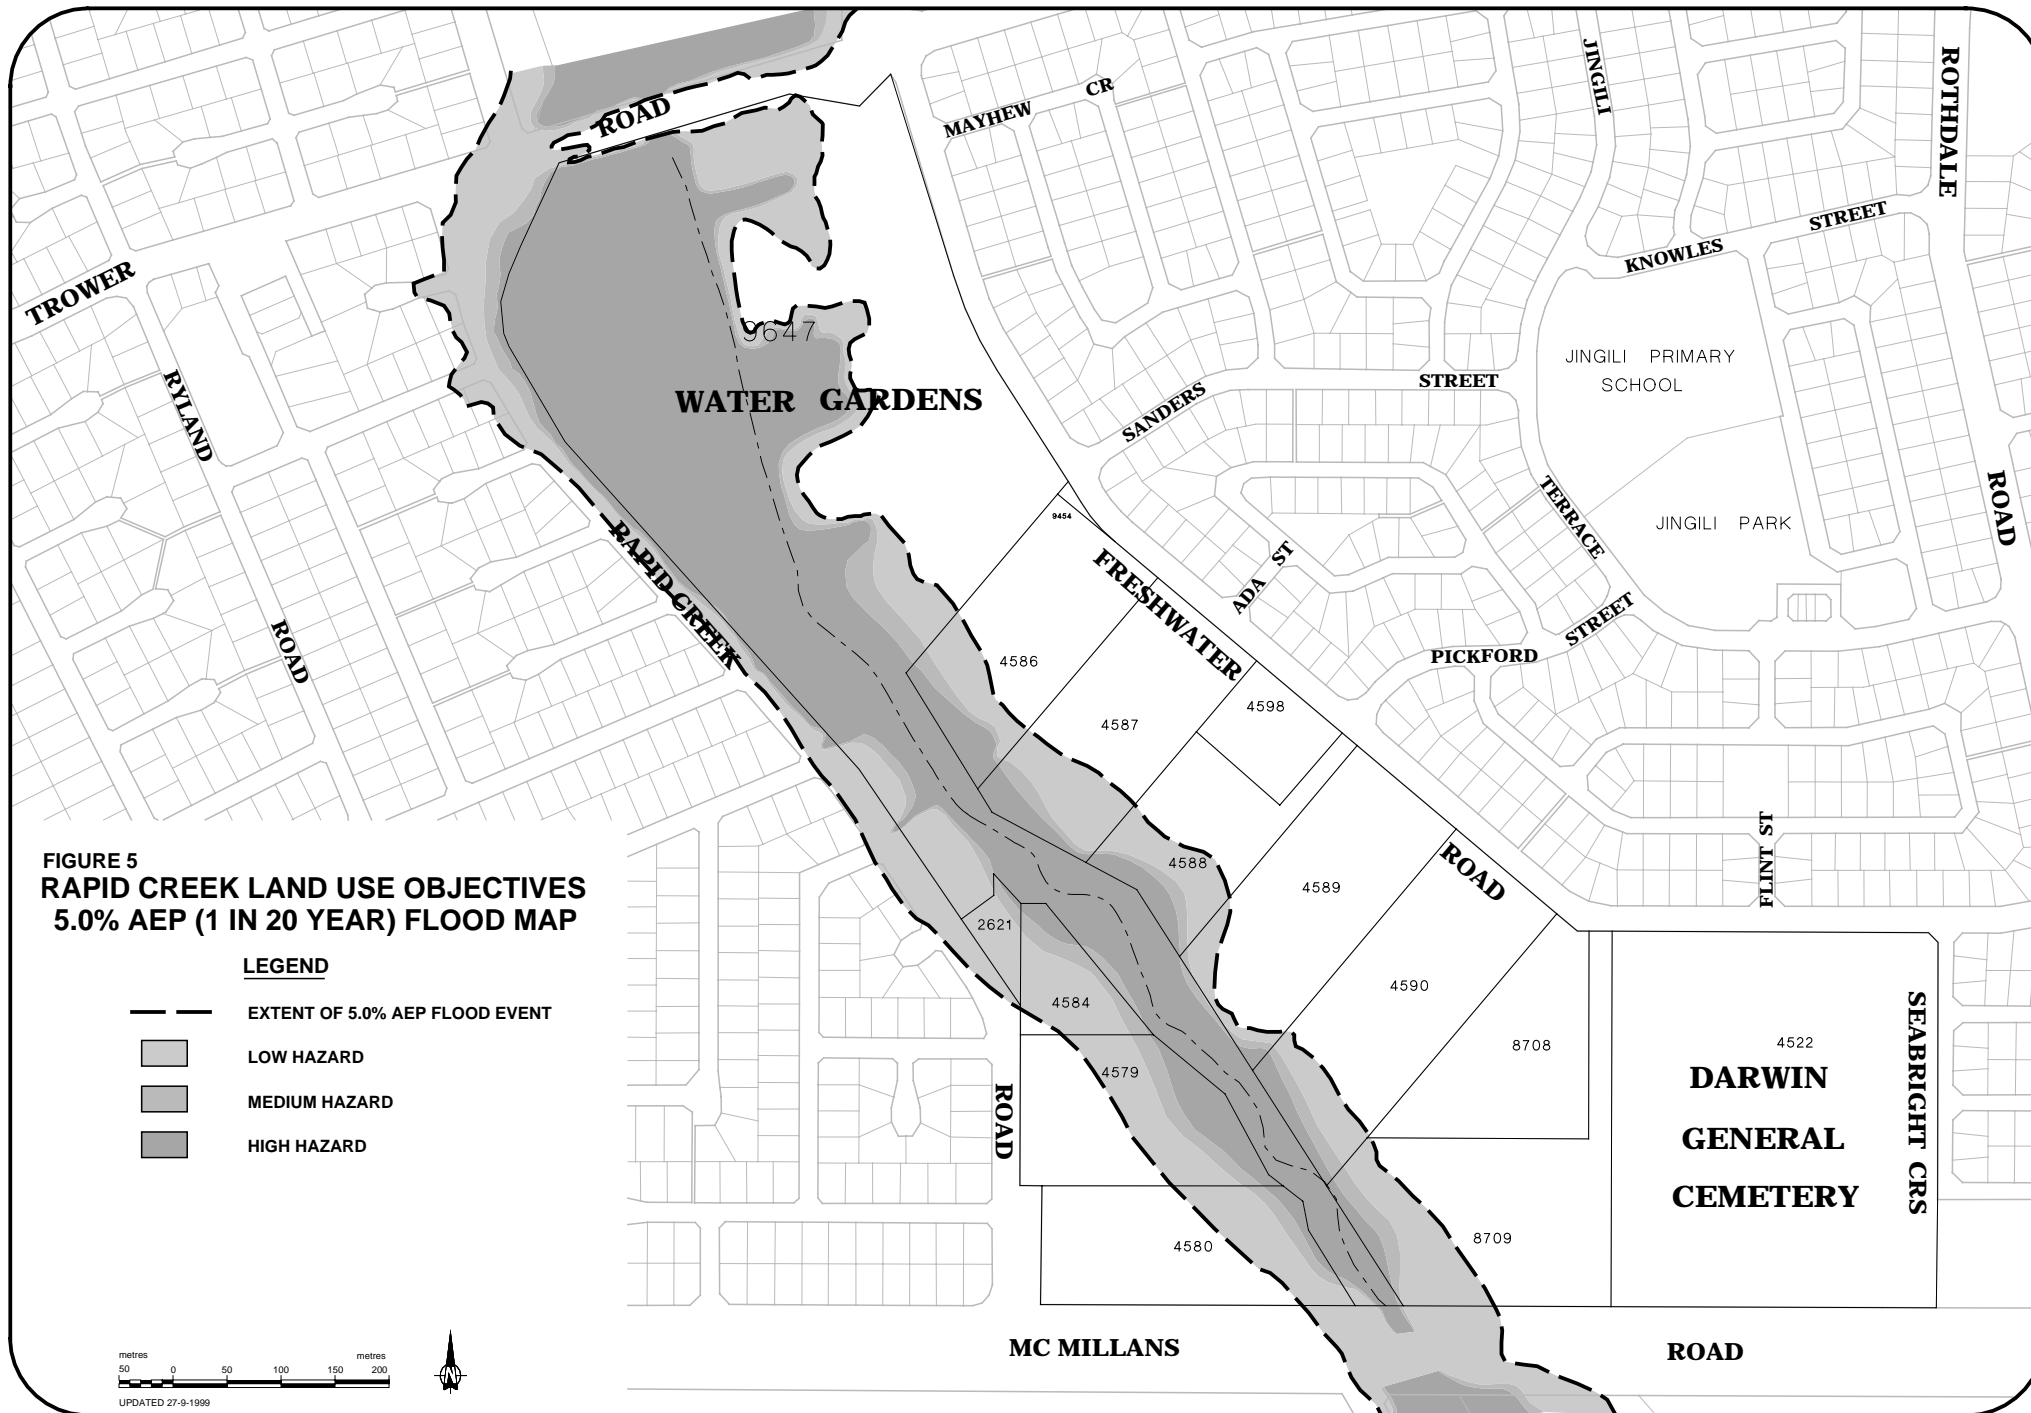 ROAD
MAYHEW CR
JINGILI
ROTHDALE
KNOWLES STREET
TROWER
9647
WATER GARDENS
JINGILI PRIMARY
SCHOOL
STREET
SANDERS
RYLAND
ROAD
TERRACE
JINGILI PARK
ROAD
9454
FRESHWATER
ADA ST
RAPID CREEK
PICKFORD STREET
4586
4587
4598
FLINT ST
4588
4589
ROAD
2621
4584
4590
8708
4579
ROAD
4522
DARWIN
GENERAL
CEMETERY
SEABRIGHT CRS
4580
8709
MC MILLANS ROAD
FIGURE 5
RAPID CREEK LAND USE OBJECTIVES
5.0% AEP (1 IN 20 YEAR) FLOOD MAP
LEGEND
EXTENT OF 5.0% AEP FLOOD EVENT
LOW HAZARD
MEDIUM HAZARD
HIGH HAZARD
metres metres
50 0 50 100 150 200
UPDATED 27-9-1999
N